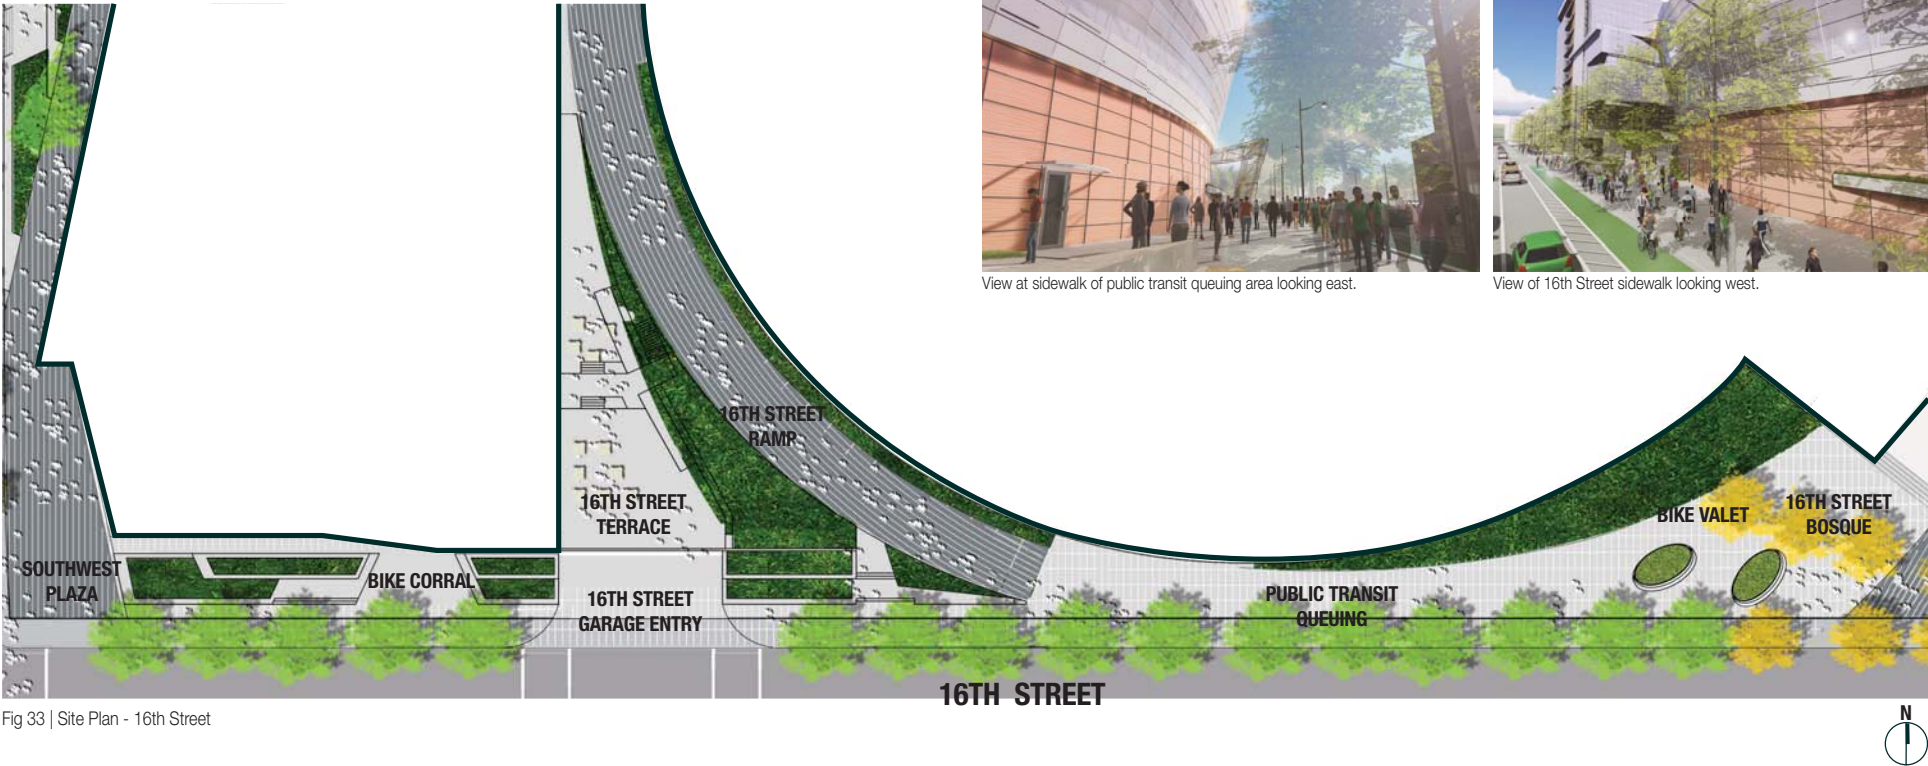 View at sidewalk of public transit queuing area looking east.
View of 16th Street sidewalk looking west.
16TH STREET
RAMP
16TH STREET
TERRACE
BIKE VALET
16TH STREET
BOSQUE
SOUTHWEST
PLAZA
BIKE CORRAL
16TH STREET
GARAGE ENTRY
PUBLIC TRANSIT
QUEUING
16TH STREET
Fig 33 | Site Plan - 16th Street
N